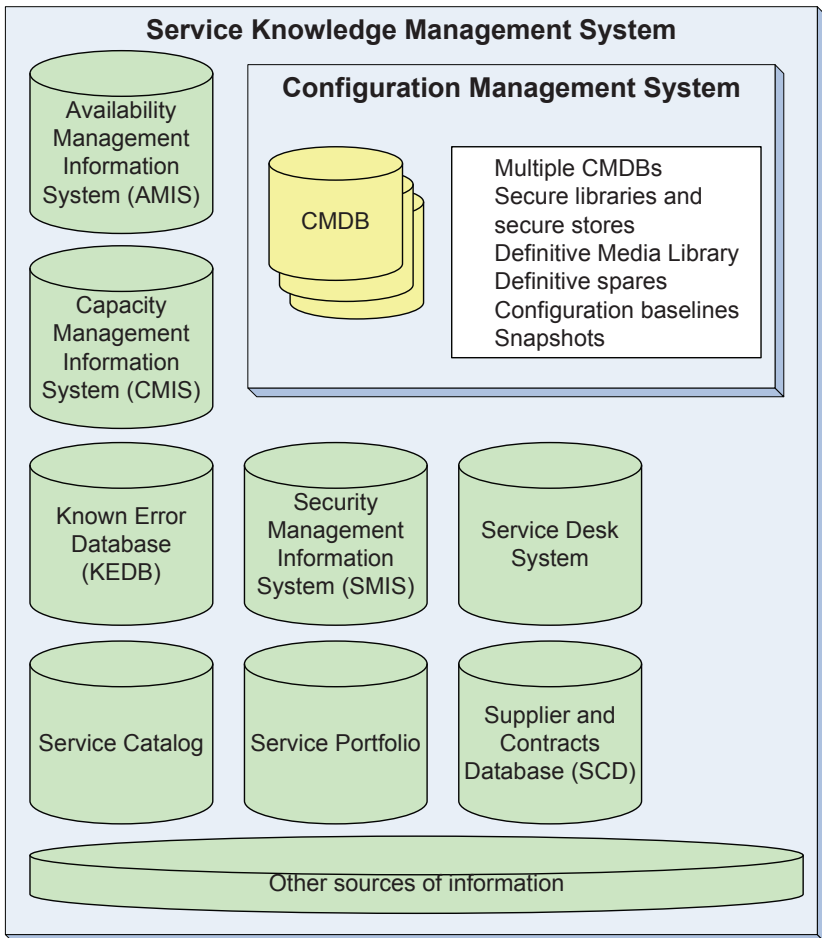 Service Knowledge Management System
Availability
Management
Information
System (AMIS)
Configuration Management System
CMDB
Multiple CMDBs
Secure libraries and
secure stores
Definitive Media Library
Definitive spares
Configuration baselines
Snapshots
Capacity
Management
Information
System (CMIS)
Known Error
Database
(KEDB)
Security
Management
Information
System (SMIS)
Service Desk
System
Service Catalog
Service Portfolio
Supplier and
Contracts
Database (SCD)
Other sources of information